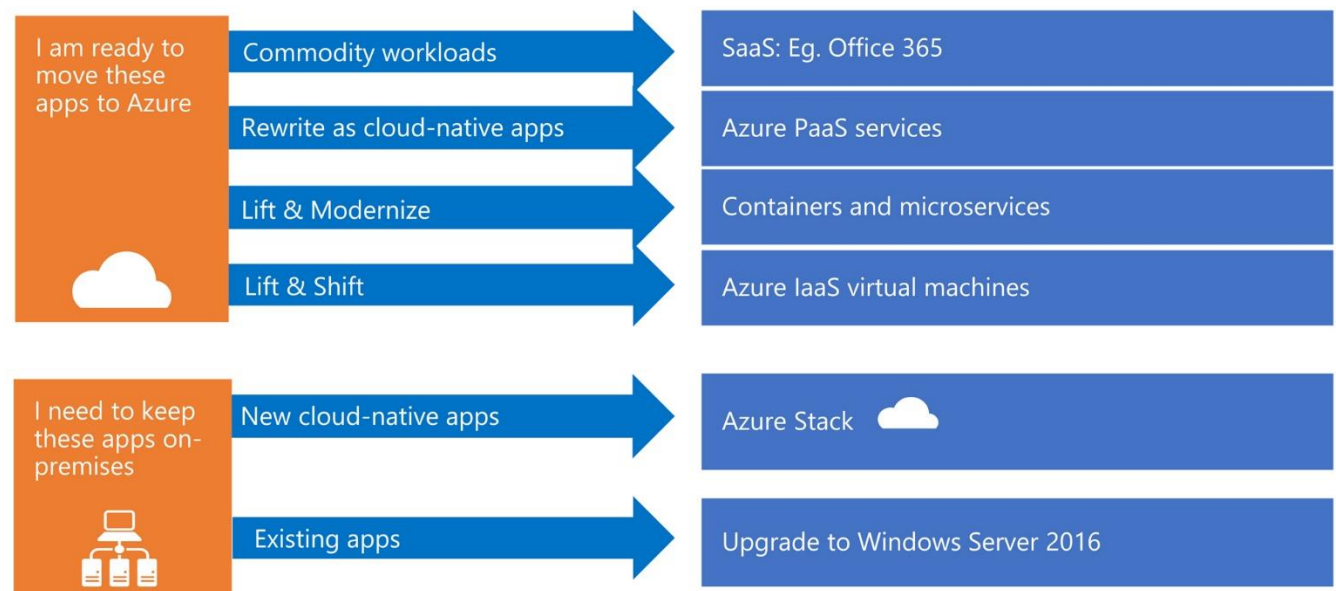 I am ready to
move these
apps to Azure
Commodity workloads
SaaS: Eg. Office 365
Rewrite as cloud-native apps
Azure PaaS services
Lift & Modernize
Containers and microservices
Lift & Shift
Azure IaaS virtual machines
I need to keep
these apps on-
premises
New cloud-native apps
Azure Stack
Existing apps
Upgrade to Windows Server 2016